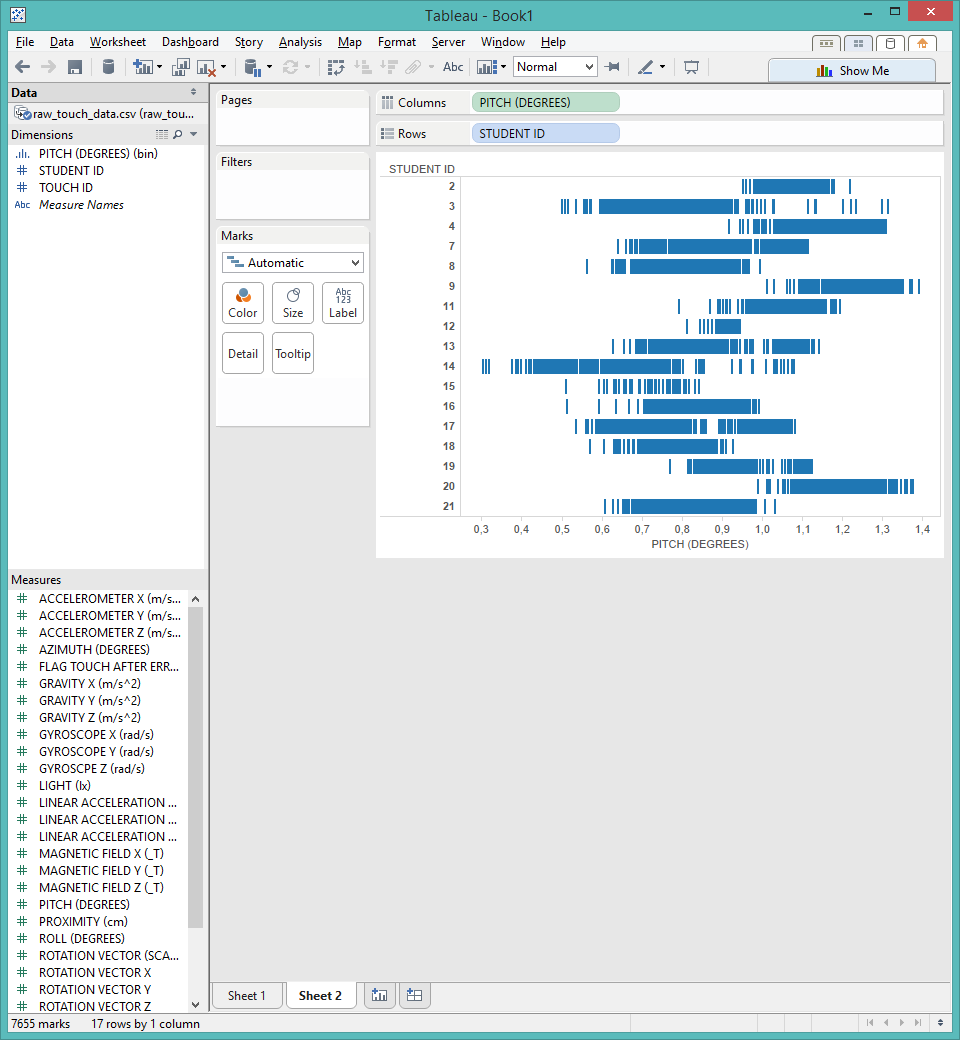 Tableau - Book1
File Data Worksheet Dashboard Story Analysis Map Format Server Window Help
Abc Normal Show Me
Data
raw_touch_data.csv (raw_tou...
Dimensions
PITCH (DEGREES) (bin)
STUDENT ID
TOUCH ID
Abc Measure Names
Measures
ACCELEROMETER X (m/s...
ACCELEROMETER Y (m/s...
ACCELEROMETER Z (m/s...
AZIMUTH (DEGREES)
FLAG TOUCH AFTER ERR...
GRAVITY X (m/s^2)
GRAVITY Y (m/s^2)
GRAVITY Z (m/s^2)
GYROSCOPE X (rad/s)
GYROSCOPE Y (rad/s)
GYROSCPE Z (rad/s)
LIGHT (lx)
LINEAR ACCELERATION ...
LINEAR ACCELERATION ...
LINEAR ACCELERATION ...
MAGNETIC FIELD X (_T)
MAGNETIC FIELD Y (_T)
MAGNETIC FIELD Z (_T)
PITCH (DEGREES)
PROXIMITY (cm)
ROLL (DEGREES)
ROTATION VECTOR (SCA...
ROTATION VECTOR X
ROTATION VECTOR Y
ROTATION VECTOR Z
Pages
Filters
Marks
Automatic
Color Size Abc 123 Label
Detail Tooltip
Columns PITCH (DEGREES)
Rows STUDENT ID
STUDENT ID
2
3
4
7
8
9
11
12
13
14
15
16
17
18
19
20
21
0,3 0,4 0,5 0,6 0,7 0,8 0,9 1,0 1,1 1,2 1,3 1,4
PITCH (DEGREES)
Sheet 1 Sheet 2
7655 marks 17 rows by 1 column